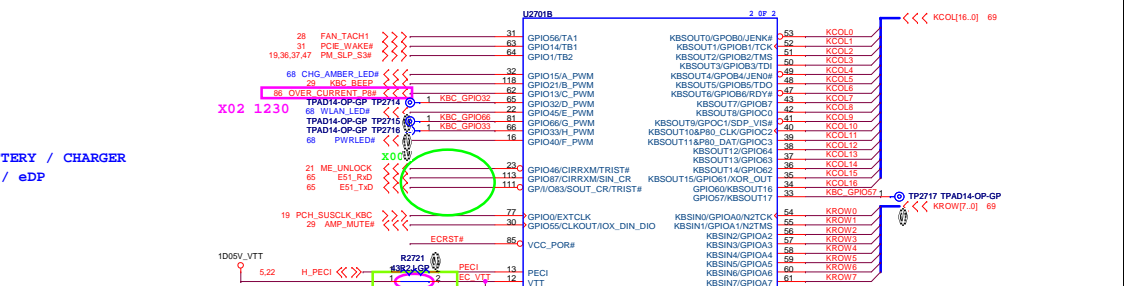 U2701B
2 OF 2
KCOL[16..0] 69
28 FAN_TACH1 31 GPIO56/TA1
31 PCIE_WAKE# 63 GPIO14/TB1
19,36,37,47 PM_SLP_S3# 64 GPIO1/TB2
68 CHG_AMBER_LED# 32 GPIO15/A_PWM
29 KBC_BEEP 118 GPIO21/B_PWM
86 OVER_CURRENT_P8# 62 GPIO13/C_PWM
TPAD14-OP-GP TP2714 1 KBC_GPIO32 65 GPIO32/D_PWM
X02 1230
68 WLAN_LED# 22 GPIO45/E_PWM
TPAD14-OP-GP TP2715 1 KBC_GPIO66 81 GPIO66/G_PWM
TPAD14-OP-GP TP2716 1 KBC_GPIO33 66 GPIO33/H_PWM
68 PWRLED# 16 GPIO40/F_PWM
X00
TERY / CHARGER
/ eDP
21 ME_UNLOCK 23 GPIO46/CIRRXM/TRIST#
65 E51_RxD 113 GPIO87/CIRRXM/SIN_CR
65 E51_TxD 111 GP/I/O83/SOUT_CR/TRIST#
19 PCH_SUSCLK_KBC 77 GPIO0/EXTCLK
29 AMP_MUTE# 30 GPIO55/CLKOUT/IOX_DIN_DIO
ECRST# 85 VCC_POR#
1D05V_VTT
R2721
5,22 H_PECI 1 2 PECI 13 PECI
EC_VTT 12 VTT
KBSOUT0/GPOB0/JENK# 53 KCOL0
KBSOUT1/GPIOB1/TCK 52 KCOL1
KBSOUT2/GPIOB2/TMS 51 KCOL2
KBSOUT3/GPIOB3/TDI 50 KCOL3
KBSOUT4/GPOB4/JEN0# 49 KCOL4
KBSOUT5/GPIOB5/TDO 48 KCOL5
KBSOUT6/GPIOB6/RDY# 47 KCOL6
KBSOUT7/GPIOB7 43 KCOL7
KBSOUT8/GPIOC0 42 KCOL8
KBSOUT9/GPOC1/SDP_VIS# 41 KCOL9
KBSOUT10&P80_CLK/GPIOC2 40 KCOL10
KBSOUT11&P80_DAT/GPIOC3 39 KCOL11
KBSOUT12/GPIO64 38 KCOL12
KBSOUT13/GPIO63 37 KCOL13
KBSOUT14/GPIO62 36 KCOL14
KBSOUT15/GPIO61/XOR_OUT 35 KCOL15
GPIO60/KBSOUT16 34 KCOL16
GPIO57/KBSOUT17 33 KBC_GPIO57 1 TP2717 TPAD14-OP-GP
KROW[7..0] 69
KBSIN0/GPIOA0/N2TCK 54 KROW0
KBSIN1/GPIOA1/N2TMS 55 KROW1
KBSIN2/GPIOA2 56 KROW2
KBSIN3/GPIOA3 57 KROW3
KBSIN4/GPIOA4 58 KROW4
KBSIN5/GPIOA5 59 KROW5
KBSIN6/GPIOA6 60 KROW6
KBSIN7/GPIOA7 61 KROW7